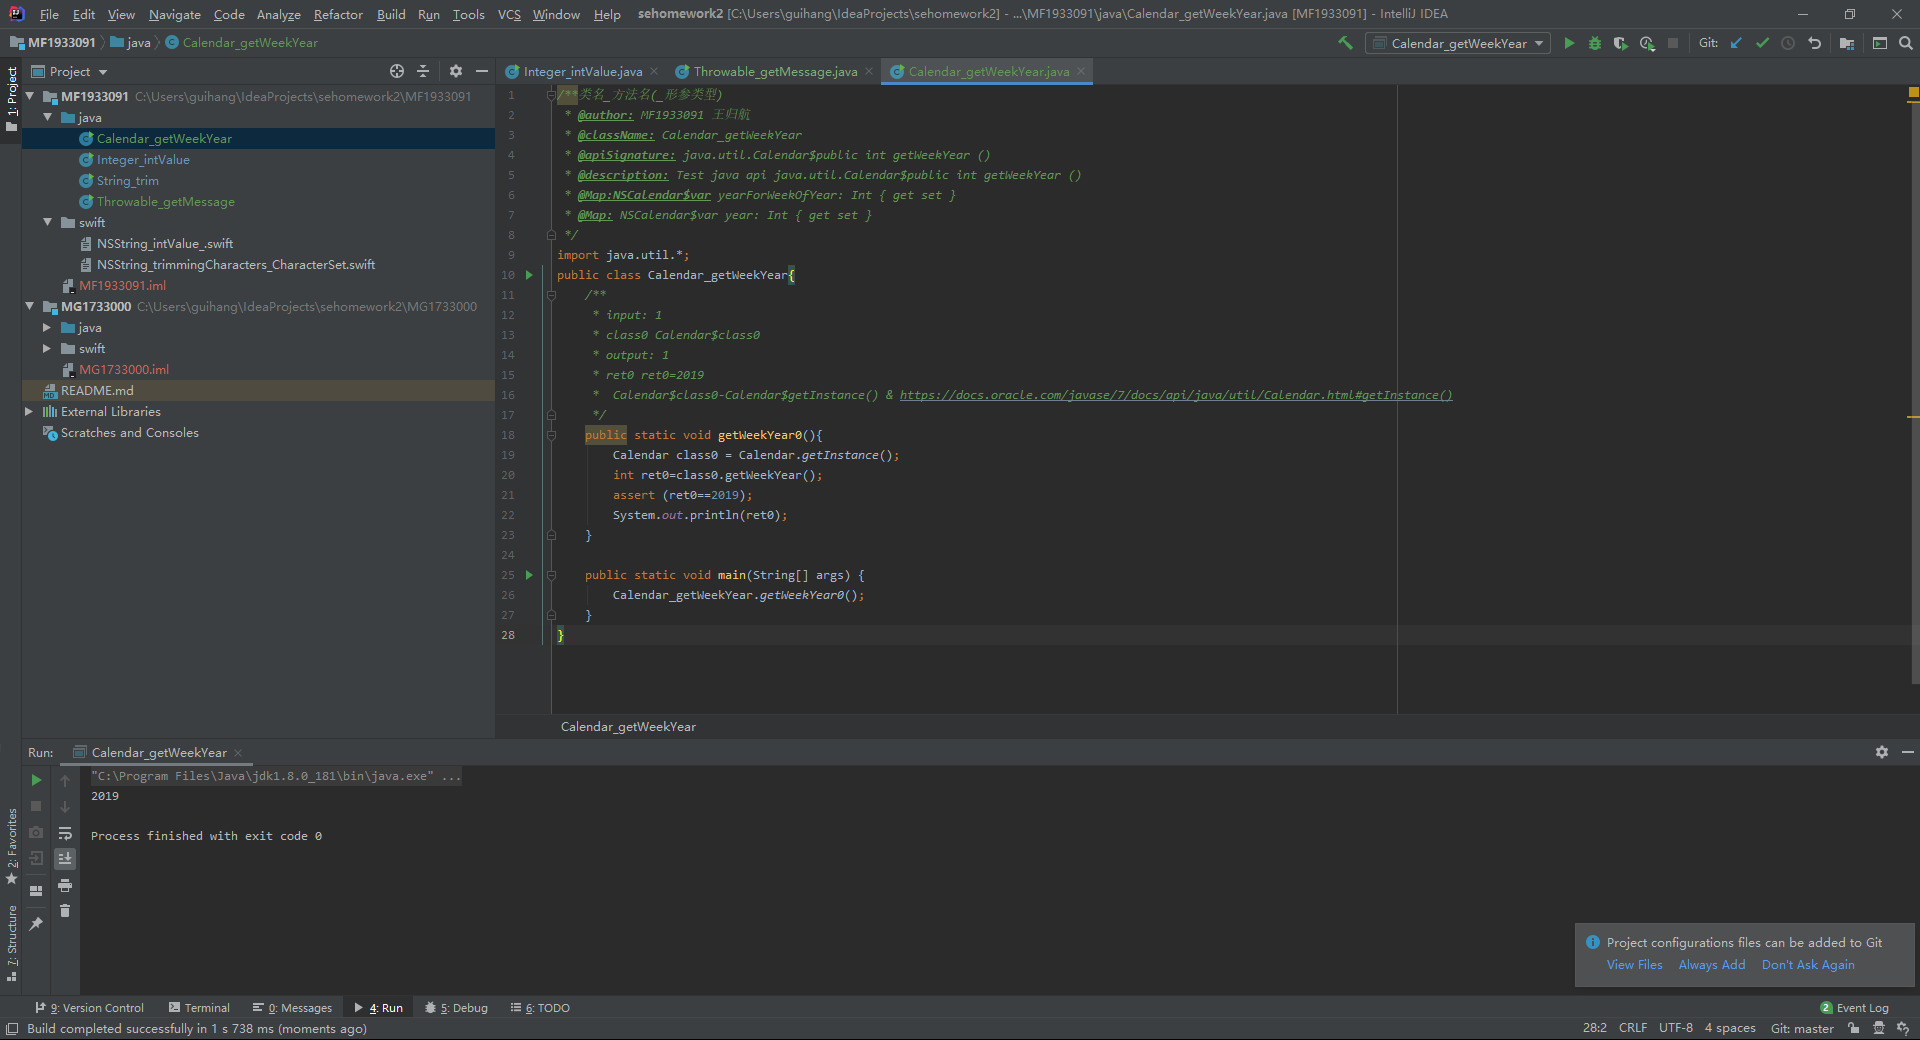 File Edit View Navigate Code Analyze Refactor Build Run Tools VCS Window Help sehomework2 [C:\Users\guihang\IdeaProjects\sehomework2] - ...\MF1933091\java\Calendar_getWeekYear.java [MF1933091] - IntelliJ IDEA
MF1933091 java Calendar_getWeekYear Calendar_getWeekYear Git:
1: Project
Project
MF1933091 C:\Users\guihang\IdeaProjects\sehomework2\MF1933091
java
Calendar_getWeekYear
Integer_intValue
String_trim
Throwable_getMessage
swift
NSString_intValue_.swift
NSString_trimmingCharacters_CharacterSet.swift
MF1933091.iml
MG1733000 C:\Users\guihang\IdeaProjects\sehomework2\MG1733000
java
swift
MG1733000.iml
README.md
External Libraries
Scratches and Consoles
Integer_intValue.java Throwable_getMessage.java Calendar_getWeekYear.java
1 /**类名_方法名(_形参类型)
2 * @author: MF1933091 王归航
3 * @className: Calendar_getWeekYear
4 * @apiSignature: java.util.Calendar$public int getWeekYear ()
5 * @description: Test java api java.util.Calendar$public int getWeekYear ()
6 * @Map:NSCalendar$var yearForWeekOfYear: Int { get set }
7 * @Map: NSCalendar$var year: Int { get set }
8 */
9 import java.util.*;
10 public class Calendar_getWeekYear{
11 /**
12 * input: 1
13 * class0 Calendar$class0
14 * output: 1
15 * ret0 ret0=2019
16 * Calendar$class0-Calendar$getInstance() & https://docs.oracle.com/javase/7/docs/api/java/util/Calendar.html#getInstance()
17 */
18 public static void getWeekYear0(){
19 Calendar class0 = Calendar.getInstance();
20 int ret0=class0.getWeekYear();
21 assert (ret0==2019);
22 System.out.println(ret0);
23 }
24
25 public static void main(String[] args) {
26 Calendar_getWeekYear.getWeekYear0();
27 }
28 }
Calendar_getWeekYear
Run: Calendar_getWeekYear
"C:\Program Files\Java\jdk1.8.0_181\bin\java.exe" ...
2019
Process finished with exit code 0
2: Favorites
7: Structure
Project configurations files can be added to Git
View Files Always Add Don't Ask Again
9: Version Control Terminal 0: Messages 4: Run 5: Debug 6: TODO 2 Event Log
Build completed successfully in 1 s 738 ms (moments ago) 28:2 CRLF UTF-8 4 spaces Git: master